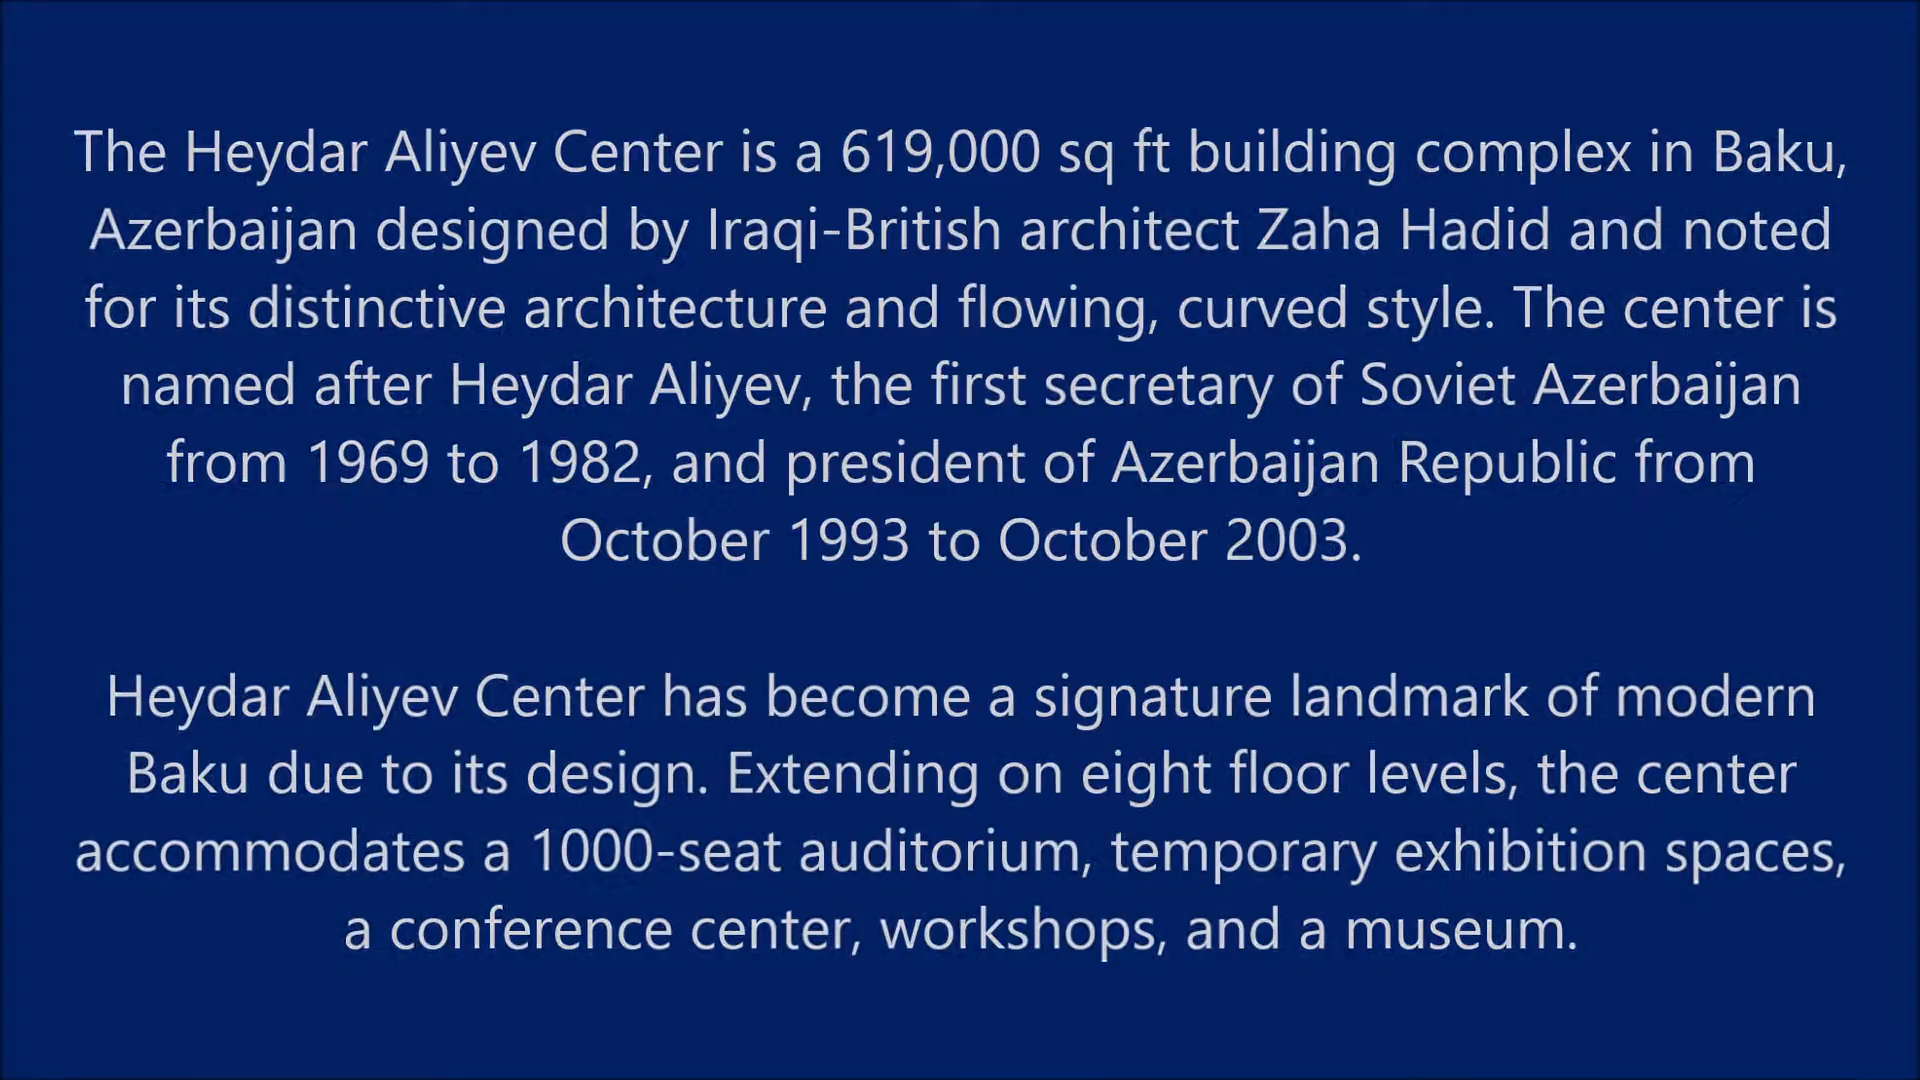 The Heydar Aliyev Center is a 619,000 sq ft building complex in Baku,
Azerbaijan designed by Iraqi-British architect Zaha Hadid and noted
for its distinctive architecture and flowing, curved style. The center is
named after Heydar Aliyev, the first secretary of Soviet Azerbaijan
from 1969 to 1982, and president of Azerbaijan Republic from
October 1993 to October 2003.
Heydar Aliyev Center has become a signature landmark of modern
Baku due to its design. Extending on eight floor levels, the center
accommodates a 1000-seat auditorium, temporary exhibition spaces,
a conference center, workshops, and a museum.